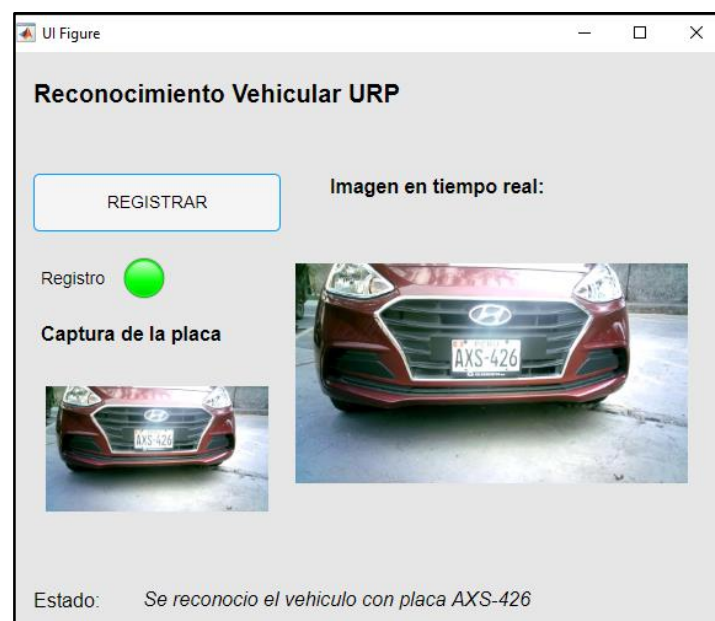 UI Figure
Reconocimiento Vehicular URP
REGISTRAR
Imagen en tiempo real:
Registro
Captura de la placa
PERU
AXS-426
AXS-426
Estado:
Se reconocio el vehiculo con placa AXS-426